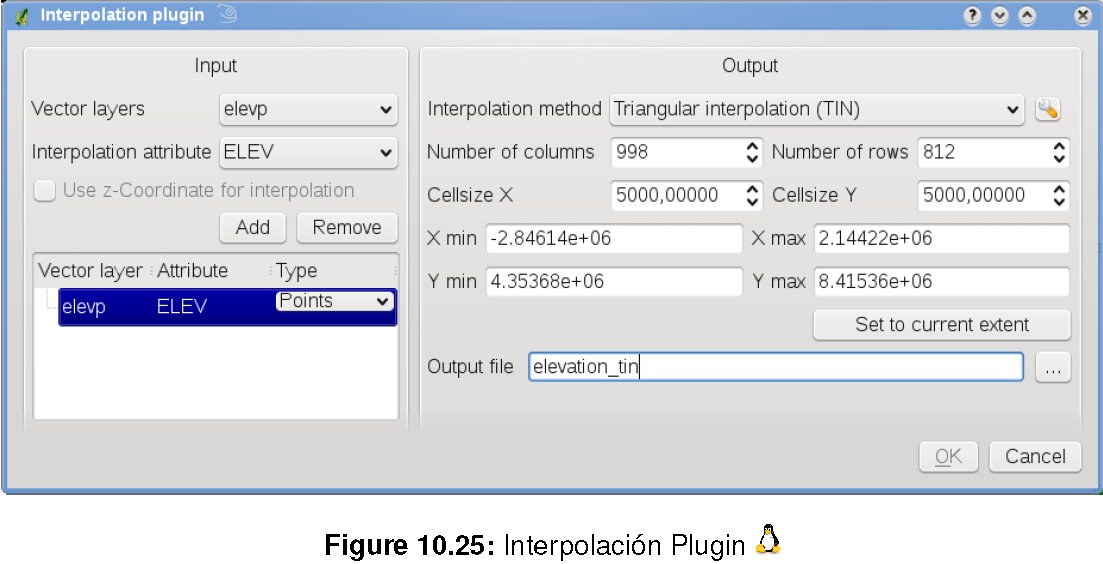 Interpolation plugin
Input
Vector layers elevp
Interpolation attribute ELEV
Use z-Coordinate for interpolation
Add Remove
Vector layer Attribute Type
elevp ELEV Points
Output
Interpolation method Triangular interpolation (TIN)
Number of columns 998 Number of rows 812
Cellsize X 5000,00000 Cellsize Y 5000,00000
X min -2.84614e+06 X max 2.14422e+06
Y min 4.35368e+06 Y max 8.41536e+06
Set to current extent
Output file elevation_tin ...
OK Cancel
Figure 10.25: Interpolación Plugin